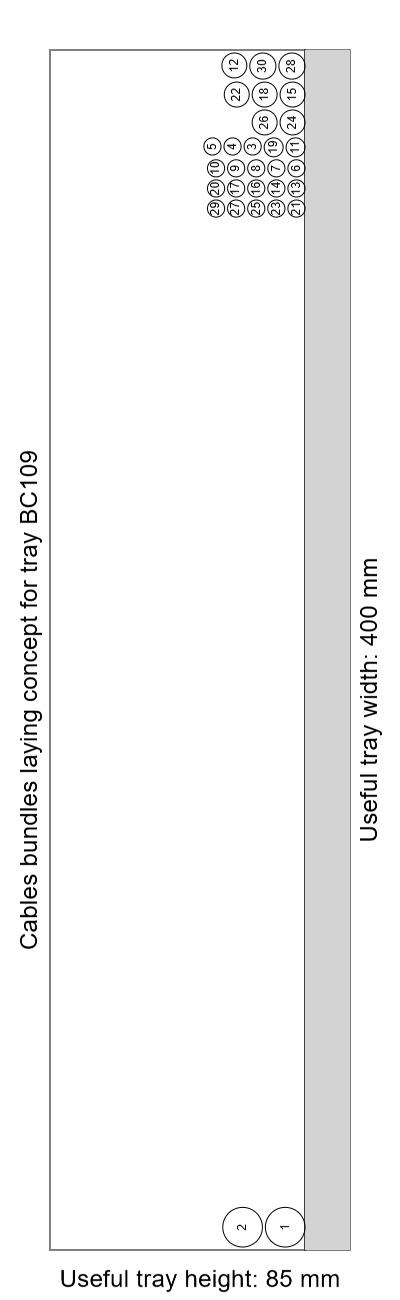 Cables bundles laying concept for tray BC109
12 30 28
22 18 15
26 24
5 4 3 19 11
10 9 8 7 6
20 17 16 14 13
29 27 25 23 21
2 1
Useful tray width: 400 mm
Useful tray height: 85 mm